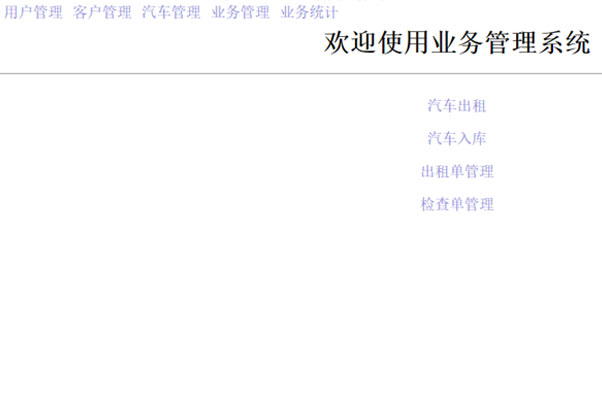 用户管理 客户管理 汽车管理 业务管理 业务统计
欢迎使用业务管理系统
汽车出租
汽车入库
出租单管理
检查单管理